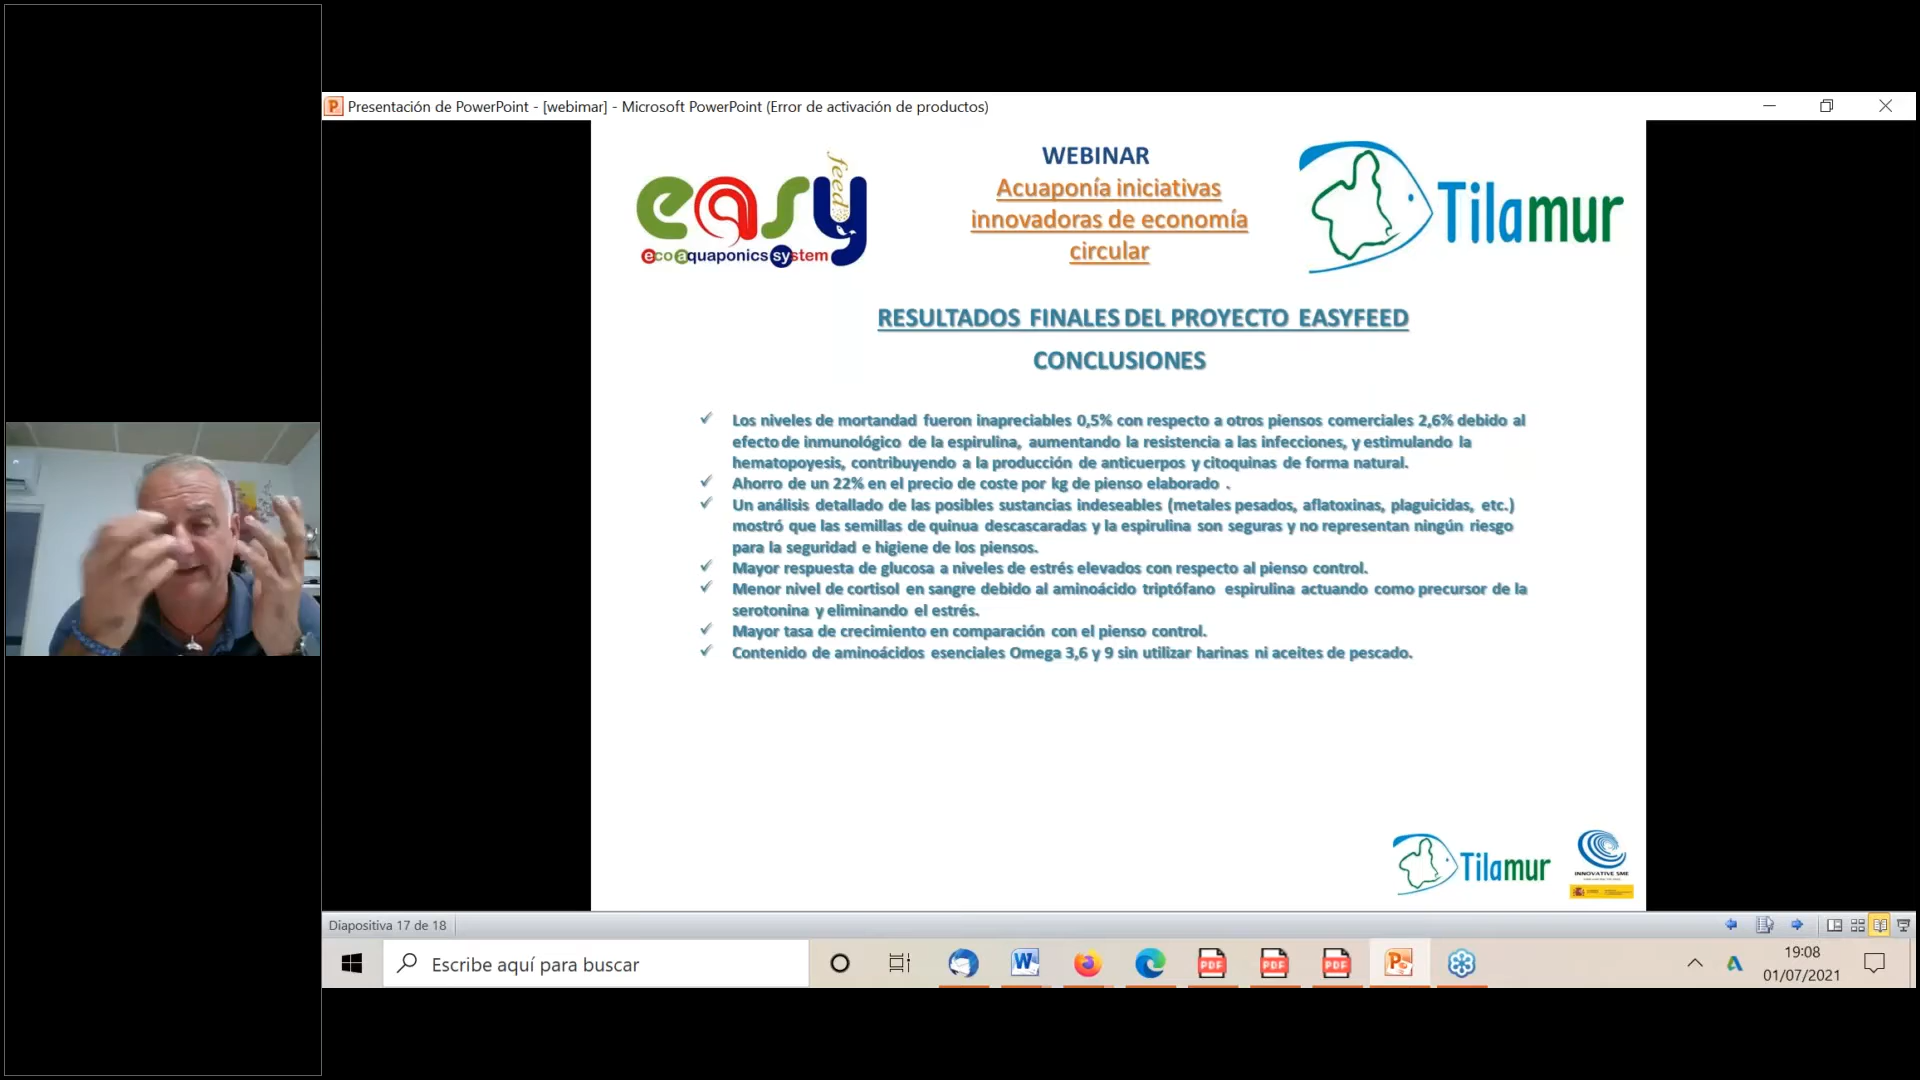 Presentación de PowerPoint - [webimar] - Microsoft PowerPoint (Error de activación de productos)
easy
feed
eco aquaponics system
WEBINAR
Acuaponía iniciativas
innovadoras de economía
circular
Tilamur
RESULTADOS FINALES DEL PROYECTO EASYFEED
CONCLUSIONES
✓ Los niveles de mortandad fueron inapreciables 0,5% con respecto a otros piensos comerciales 2,6% debido al
efecto de inmunológico de la espirulina, aumentando la resistencia a las infecciones, y estimulando la
hematopoyesis, contribuyendo a la producción de anticuerpos y citoquinas de forma natural.
✓ Ahorro de un 22% en el precio de coste por kg de pienso elaborado .
✓ Un análisis detallado de las posibles sustancias indeseables (metales pesados, aflatoxinas, plaguicidas, etc.)
mostró que las semillas de quinua descascaradas y la espirulina son seguras y no representan ningún riesgo
para la seguridad e higiene de los piensos.
✓ Mayor respuesta de glucosa a niveles de estrés elevados con respecto al pienso control.
✓ Menor nivel de cortisol en sangre debido al aminoácido triptófano espirulina actuando como precursor de la
serotonina y eliminando el estrés.
✓ Mayor tasa de crecimiento en comparación con el pienso control.
✓ Contenido de aminoácidos esenciales Omega 3,6 y 9 sin utilizar harinas ni aceites de pescado.
Tilamur
INNOVATIVE SME
Diapositiva 17 de 18
Escribe aquí para buscar
PDF
PDF
PDF
19:08
01/07/2021